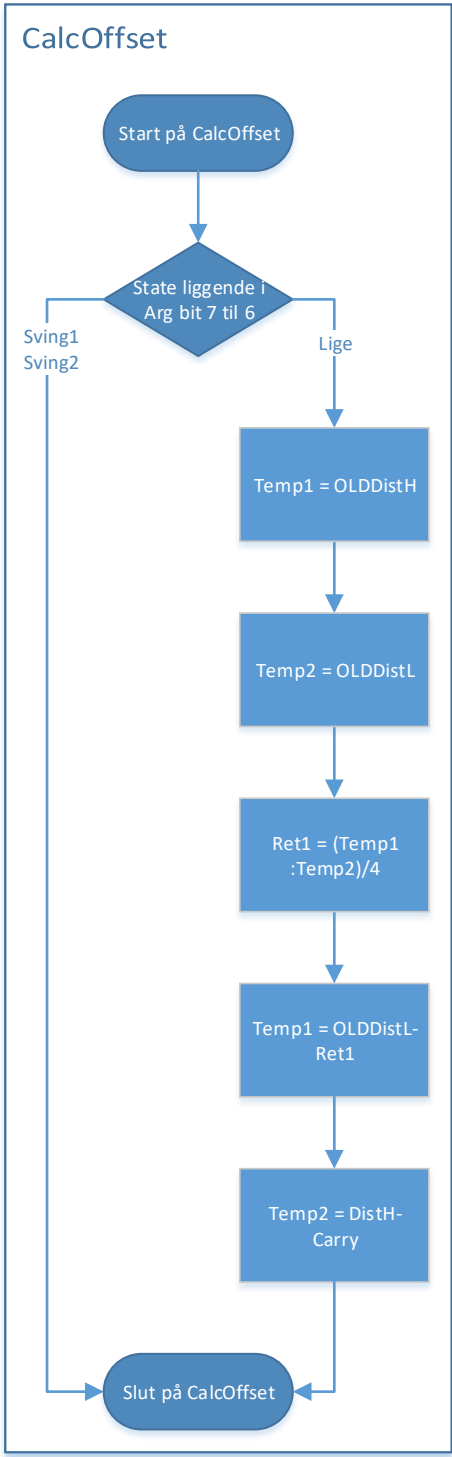 CalcOffset
Start på CalcOffset
State liggende i
Arg bit 7 til 6
Sving1
Sving2
Lige
Temp1 = OLDDistH
Temp2 = OLDDistL
Ret1 = (Temp1
:Temp2)/4
Temp1 = OLDDistL-
Ret1
Temp2 = DistH-
Carry
Slut på CalcOffset